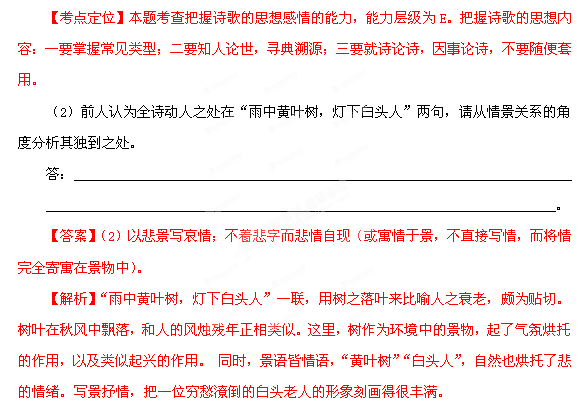 【考点定位】本题考查把握诗歌的思想感情的能力，能力层级为 E。把握诗歌的思想内
容：一要掌握常见类型；二要知人论世，寻典溯源；三要就诗论诗，因事论诗，不要随便套
用。
（2）前人认为全诗动人之处在“雨中黄叶树，灯下白头人”两句，请从情景关系的角
度分析其独到之处。
答：
。
【答案】（2）以悲景写哀情；不着悲字而悲情自现（或寓情于景，不直接写情，而将情
完全寄寓在景物中）。
【解析】“雨中黄叶树，灯下白头人”一联，用树之落叶来比喻人之衰老，颇为贴切。
树叶在秋风中飘落，和人的风烛残年正相类似。这里，树作为环境中的景物，起了气氛烘托
的作用，以及类似起兴的作用。 同时，景语皆情语，“黄叶树”“白头人”，自然也烘托了悲
的情绪。写景抒情，把一位穷愁潦倒的白头老人的形象刻画得很丰满。